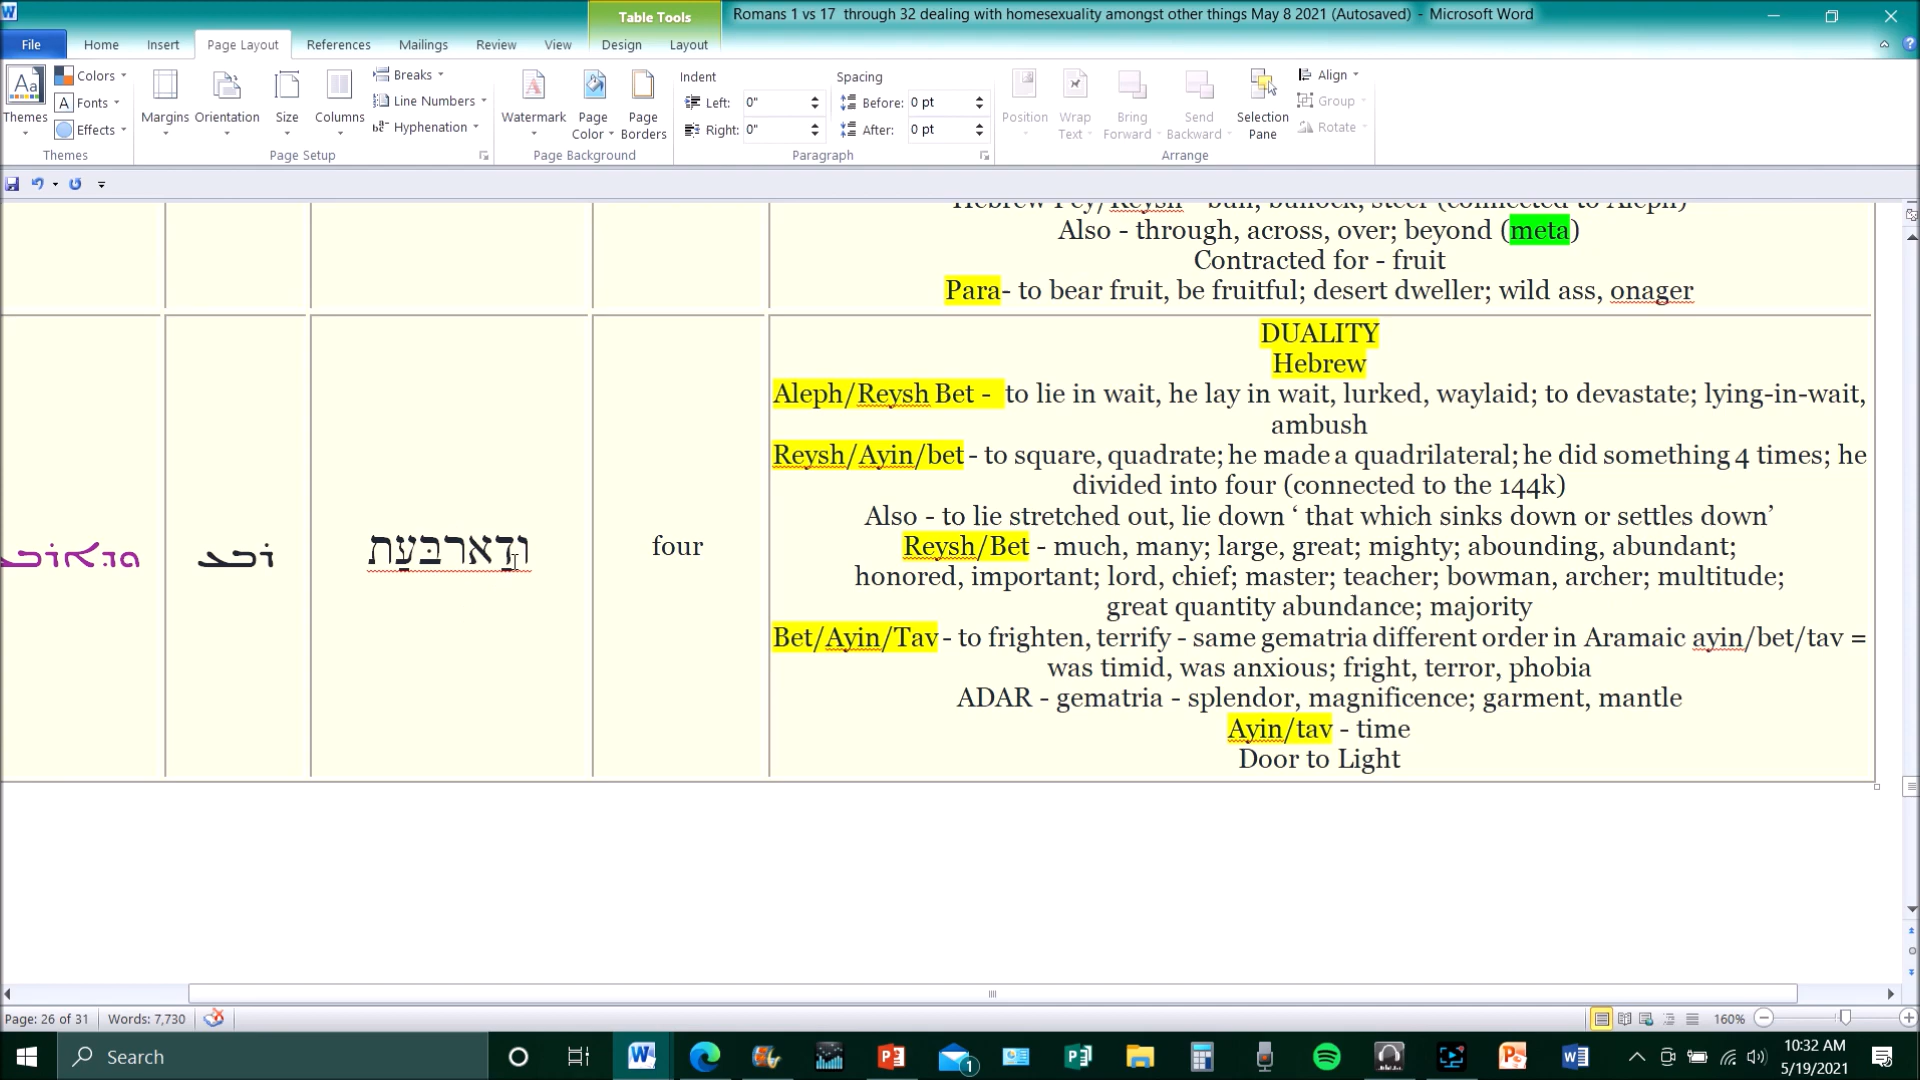 Table Tools
Romans 1 vs 17 through 32 dealing with homesexuality amongst other things May 8 2021 (Autosaved) - Microsoft Word
File Home Insert Page Layout References Mailings Review View Design Layout
Themes
Colors
Fonts
Effects
Margins Orientation Size Columns
Breaks
Line Numbers
Hyphenation
Watermark Page Color Page Borders
Indent
Left: 0"
Right: 0"
Spacing
Before: 0 pt
After: 0 pt
Position Wrap Text Bring Forward Send Backward Selection Pane
Align
Group
Rotate
Themes Page Setup Page Background Paragraph Arrange
Also - through, across, over; beyond (meta)
Contracted for - fruit
Para- to bear fruit, be fruitful; desert dweller; wild ass, onager
ܪܒܥ
וְדַארבּעַת
four
DUALITY
Hebrew
Aleph/Reysh Bet - to lie in wait, he lay in wait, lurked, waylaid; to devastate; lying-in-wait,
ambush
Reysh/Ayin/bet - to square, quadrate; he made a quadrilateral; he did something 4 times; he
divided into four (connected to the 144k)
Also - to lie stretched out, lie down ‘ that which sinks down or settles down’
Reysh/Bet - much, many; large, great; mighty; abounding, abundant;
honored, important; lord, chief; master; teacher; bowman, archer; multitude;
great quantity abundance; majority
Bet/Ayin/Tav - to frighten, terrify - same gematria different order in Aramaic ayin/bet/tav =
was timid, was anxious; fright, terror, phobia
ADAR - gematria - splendor, magnificence; garment, mantle
Ayin/tav - time
Door to Light
Page: 26 of 31 Words: 7,730 160%
Search
1
10:32 AM
5/19/2021